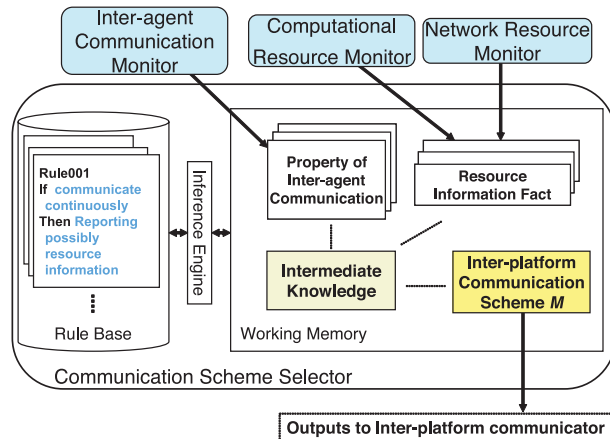 Inter-agent
Communication
Monitor
Computational
Resource Monitor
Network Resource
Monitor
Rule001
If communicate
continuously
Then Reporting
possibly
resource
information
Rule Base
Inference Engine
Property of
Inter-agent
Communication
Resource
Information Fact
Intermediate
Knowledge
Inter-platform
Communication
Scheme M
Working Memory
Communication Scheme Selector
Outputs to Inter-platform communicator